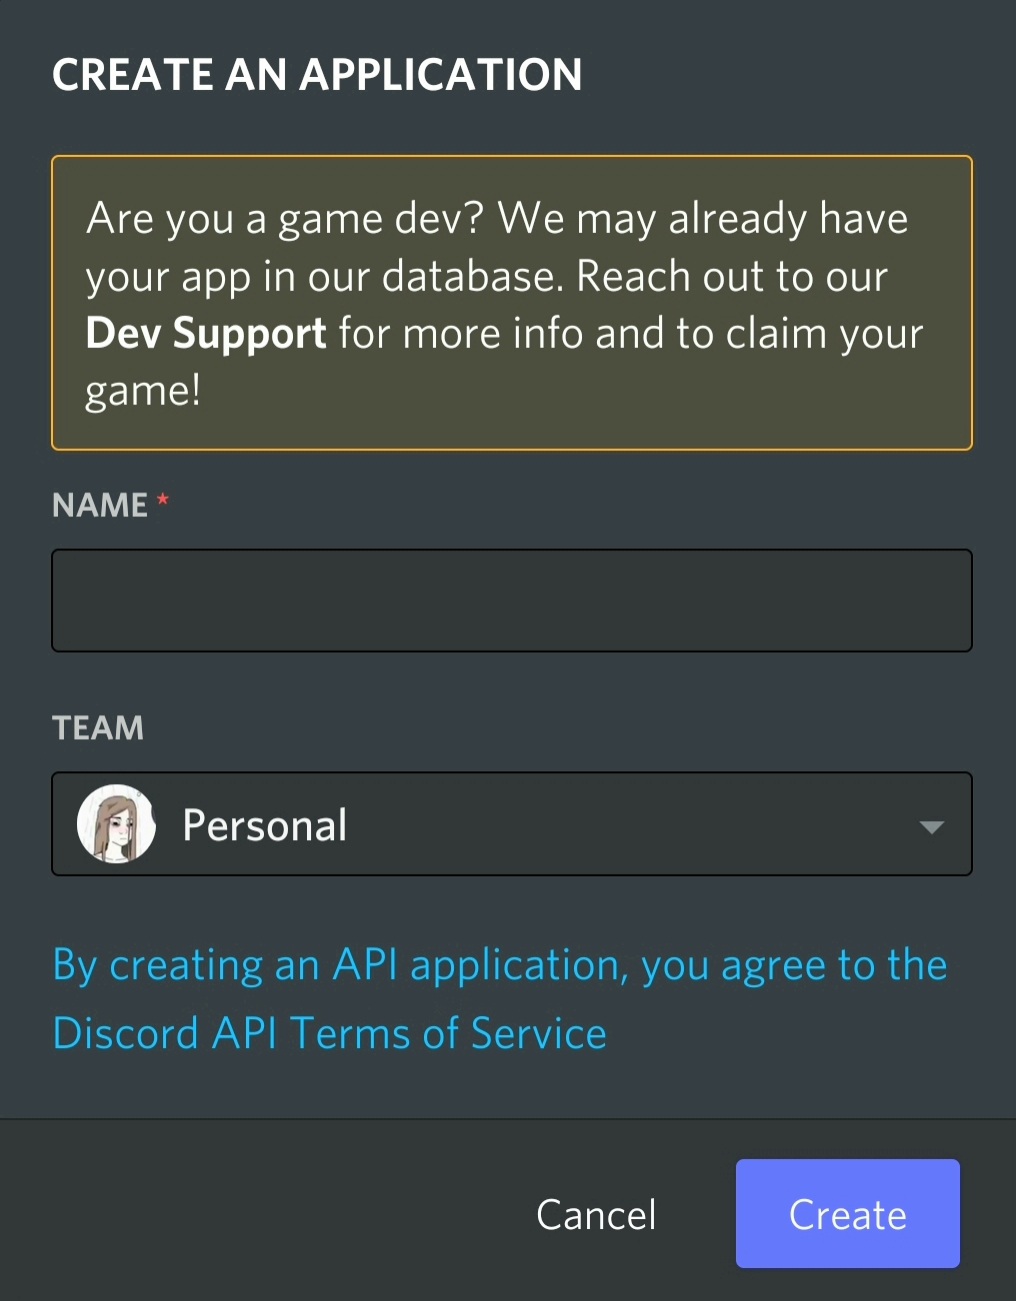 CREATE AN APPLICATION
Are you a game dev? We may already have
your app in our database. Reach out to our
Dev Support for more info and to claim your
game!
NAME *
TEAM
Personal
By creating an API application, you agree to the
Discord API Terms of Service
Cancel
Create